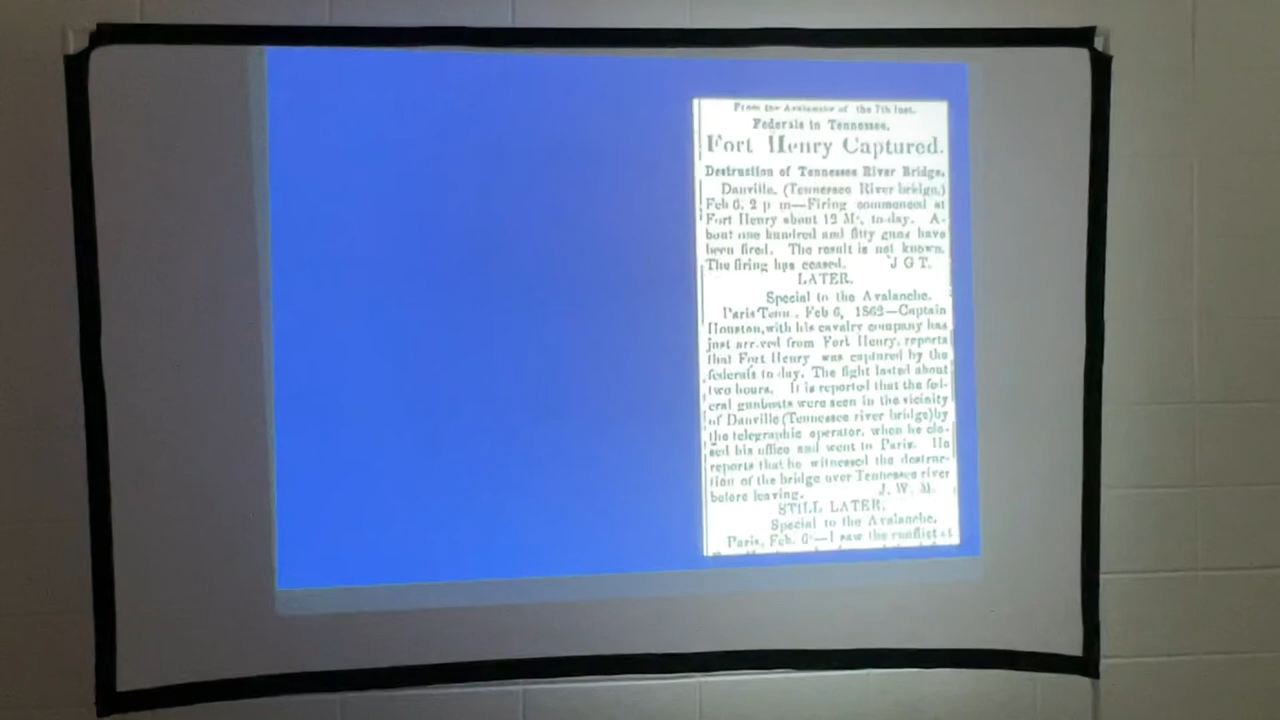 From the Avalanche of the 7th inst.
Federals in Tennessee.
Fort Henry Captured.
Destruction of Tennessee River Bridge.
Danville, (Tennessee River bridge,)
Feb 6, 2 p m—Firing commenced at
Fort Henry about 12 M., to-day. A-
bout one hundred and fifty guns have
been fired. The result is not known.
The firing has ceased. J G T.
LATER.
Special to the Avalanche.
Paris Tenn., Feb 6, 1862—Captain
Houston, with his cavalry company has
just arrived from Fort Henry, reports
that Fort Henry was captured by the
federals to day. The fight lasted about
two hours. It is reported that the fed-
eral gunboats were seen in the vicinity
of Danville (Tennessee river bridge) by
the telegraphic operator, when he clo-
sed his office and went to Paris. He
reports that he witnessed the destruc-
tion of the bridge over Tennessee river
before leaving. J. W. M.
STILL LATER.
Special to the Avalanche.
Paris, Feb. 6—I saw the conflict at